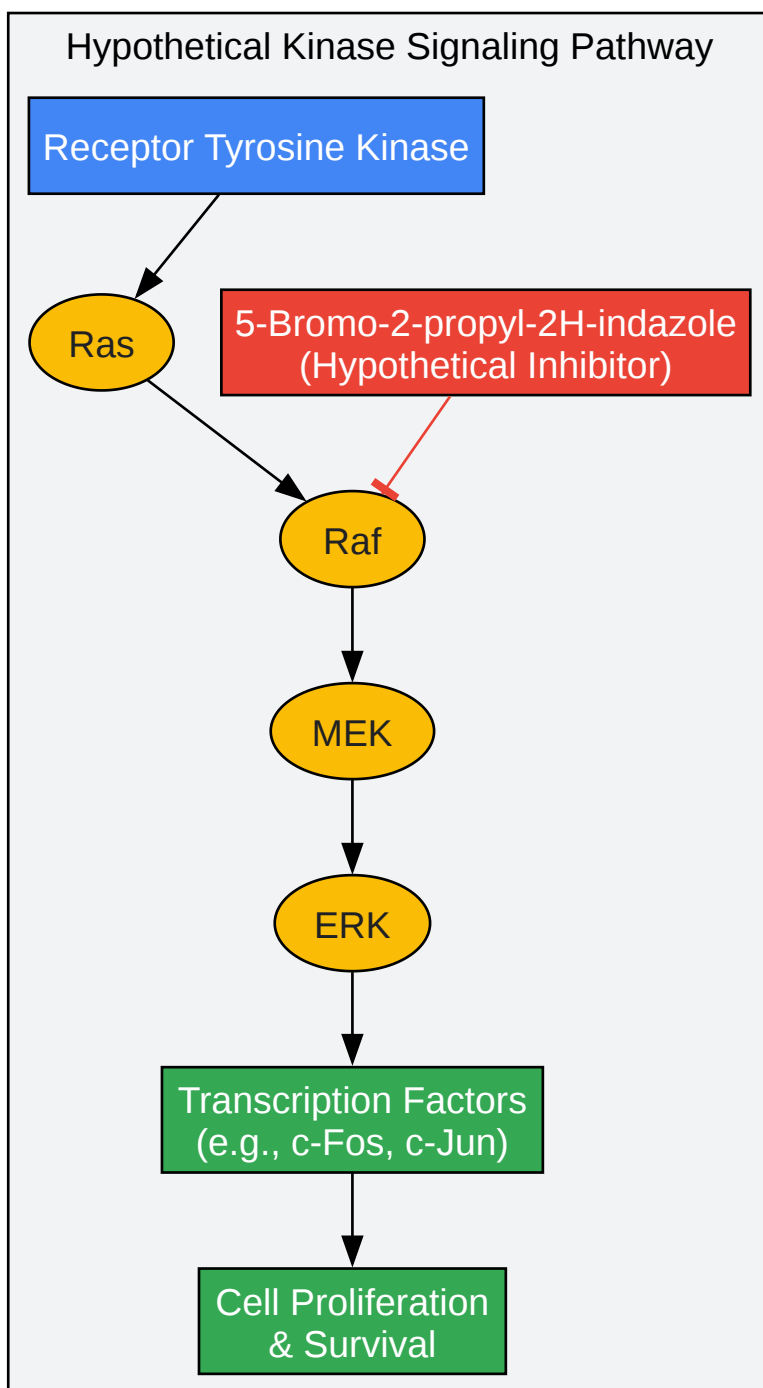 Hypothetical Kinase Signaling Pathway
Receptor Tyrosine Kinase
Ras
5-Bromo-2-propyl-2H-indazole
(Hypothetical Inhibitor)
Raf
MEK
ERK
Transcription Factors
(e.g., c-Fos, c-Jun)
Cell Proliferation
& Survival